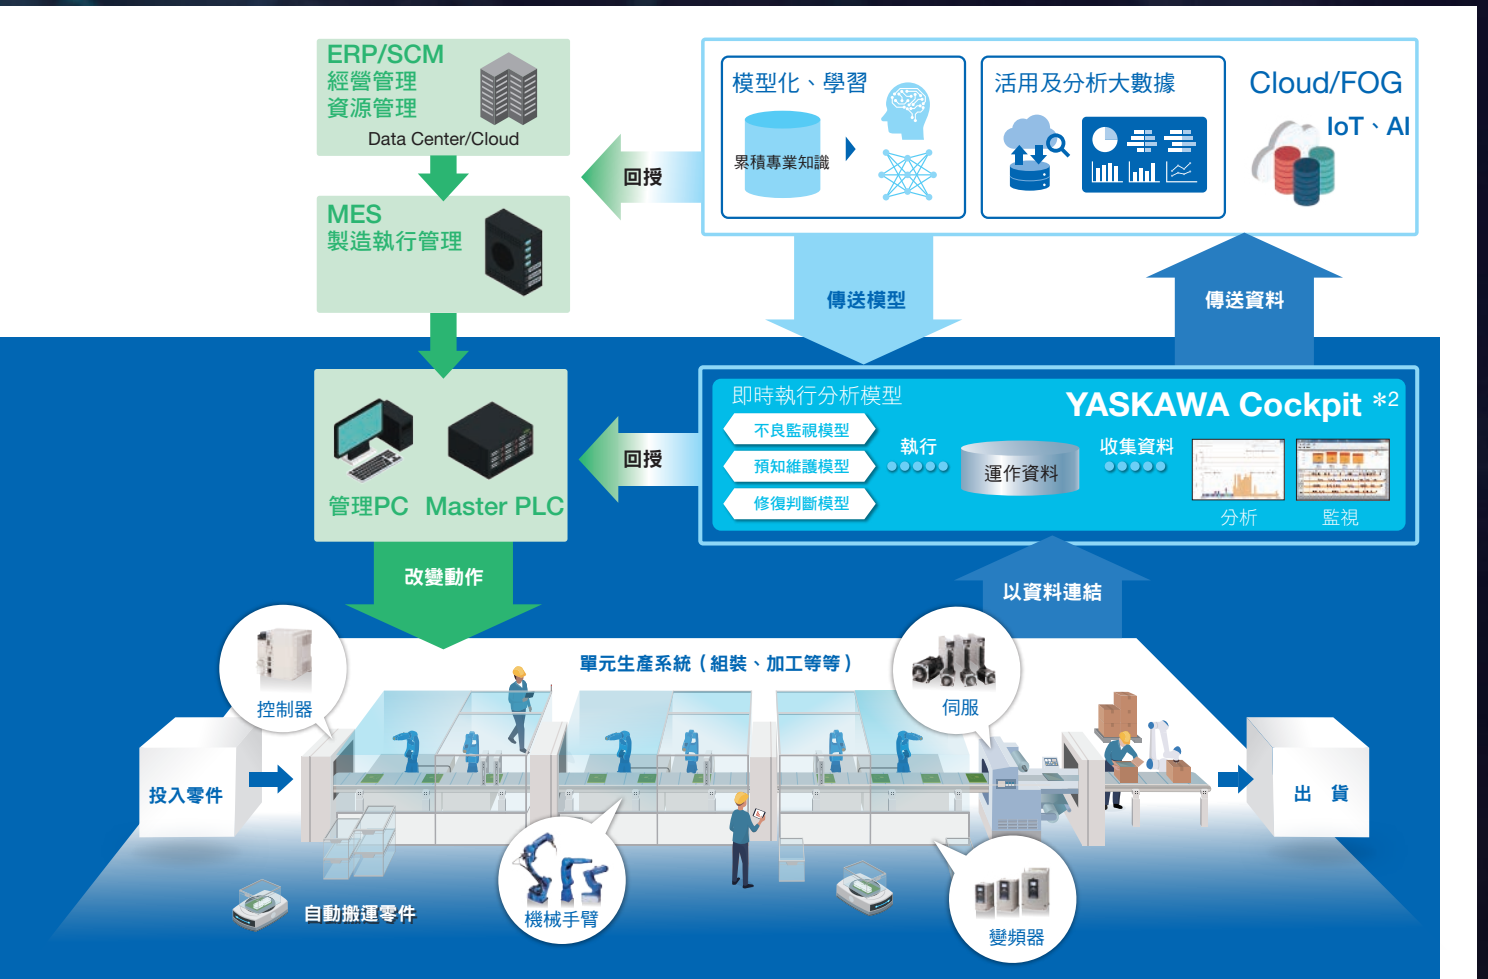 ERP/SCM
經營管理
資源管理
Data Center/Cloud
MES
製造執行管理
回授
模型化、學習
累積專業知識
活用及分析大數據
Cloud/FOG
IoT、AI
傳送模型
傳送資料
管理PC Master PLC
回授
即時執行分析模型
不良監視模型
預知維護模型
修復判斷模型
執行
運作資料
YASKAWA Cockpit *2
收集資料
分析
監視
改變動作
以資料連結
單元生產系統（組裝、加工等等）
控制器
伺服
投入零件
出 貨
自動搬運零件
機械手臂
變頻器